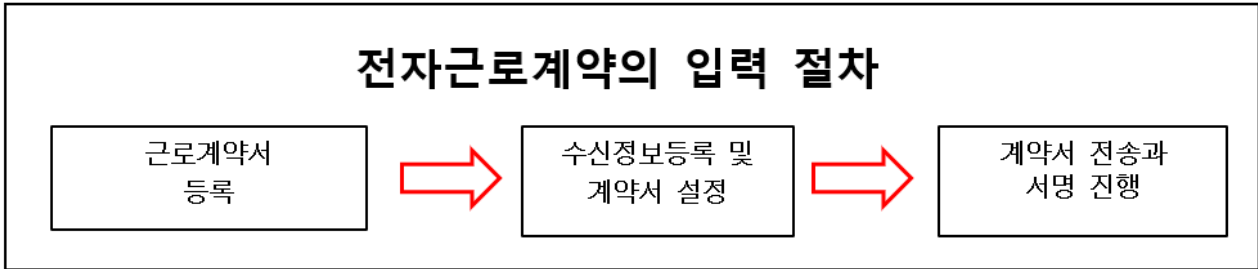 전자근로계약의 입력 절차
근로계약서
등록
수신정보등록 및
계약서 설정
계약서 전송과
서명 진행